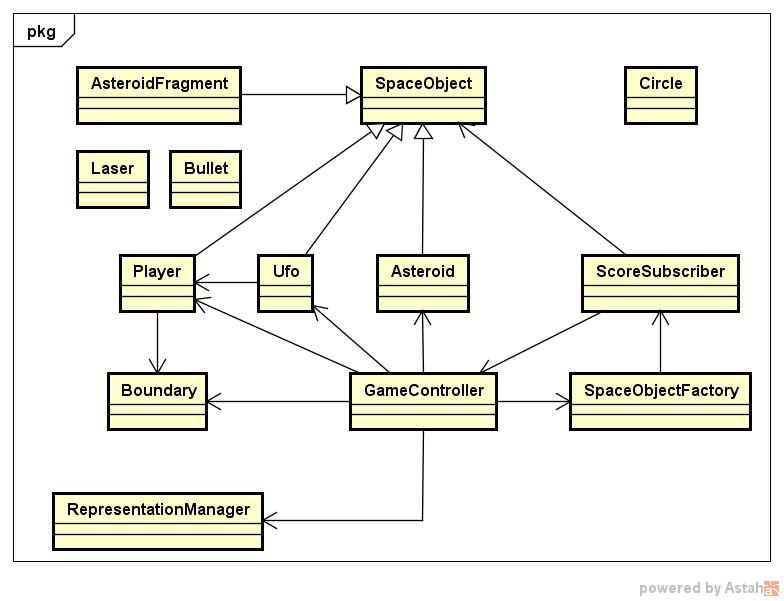 pkg
AsteroidFragment
SpaceObject
Circle
Laser
Bullet
Player
Ufo
Asteroid
ScoreSubscriber
Boundary
GameController
SpaceObjectFactory
RepresentationManager
powered by Astah